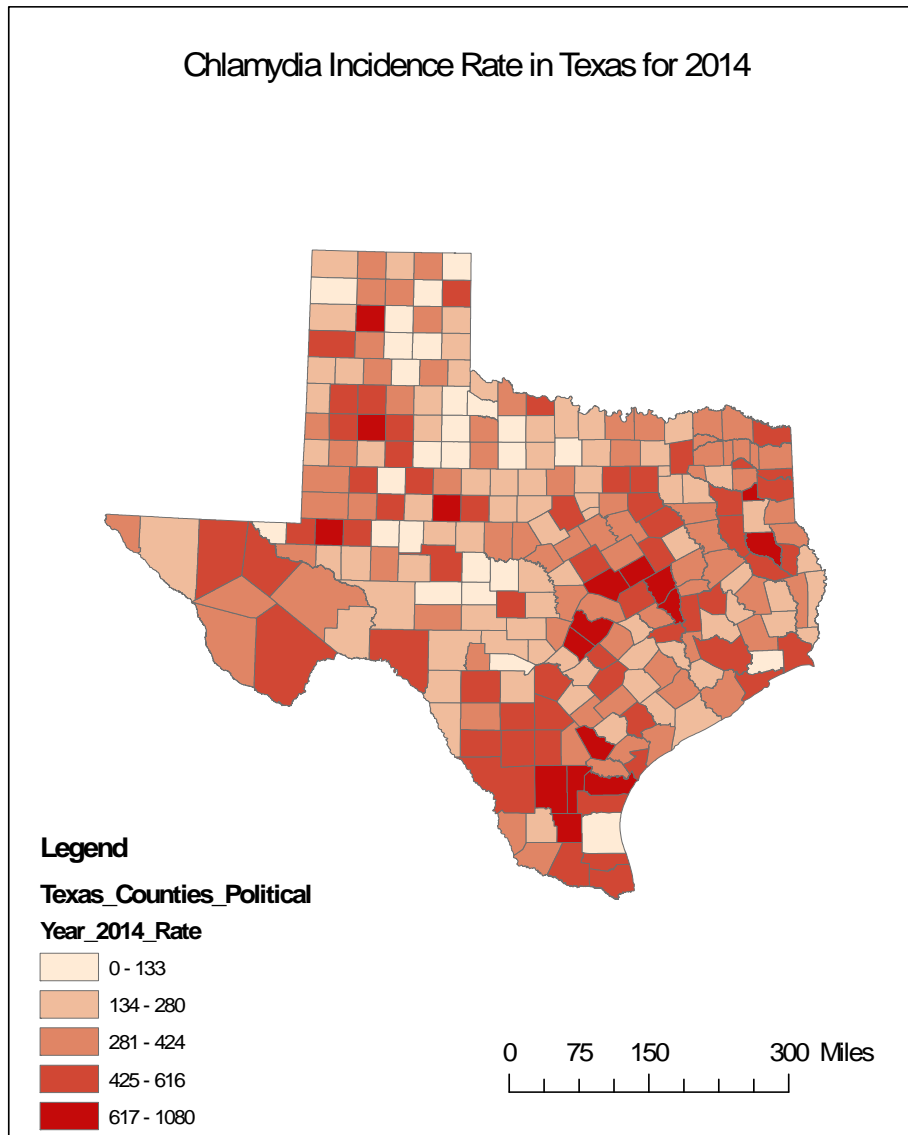 Chlamydia Incidence Rate in Texas for 2014
Legend
Texas_Counties_Political
Year_2014_Rate
0 - 133
134 - 280
281 - 424
425 - 616
617 - 1080
0 75 150 300 Miles